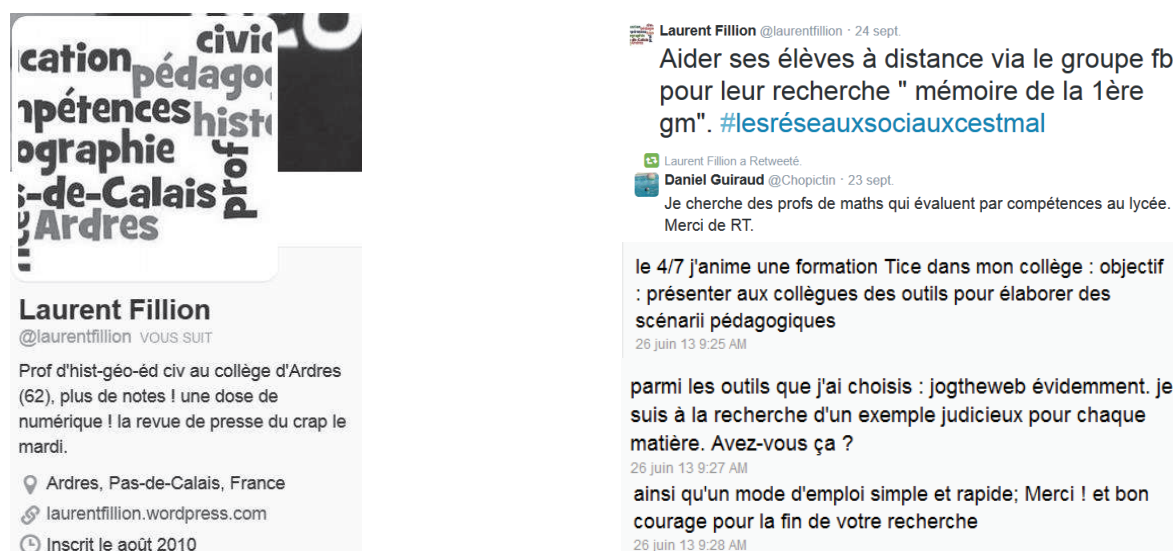 civic
cation
pédago
mpétences
histo
ographie
prof
s-de-Calais
Ardres
Laurent Fillion
@laurentfillion VOUS SUIT
Prof d'hist-géo-éd civ au collège d'Ardres
(62), plus de notes ! une dose de
numérique ! la revue de presse du crap le
mardi.
Ardres, Pas-de-Calais, France
laurentfillion.wordpress.com
Inscrit le août 2010
Laurent Fillion @laurentfillion · 24 sept.
Aider ses élèves à distance via le groupe fb
pour leur recherche " mémoire de la 1ère
gm". #lesréseauxsociauxcestmal
Laurent Fillion a Retweeté.
Daniel Guiraud @Chopictin · 23 sept.
Je cherche des profs de maths qui évaluent par compétences au lycée.
Merci de RT.
le 4/7 j'anime une formation Tice dans mon collège : objectif
: présenter aux collègues des outils pour élaborer des
scénarii pédagogiques
26 juin 13 9:25 AM
parmi les outils que j'ai choisis : jogtheweb évidemment. je
suis à la recherche d'un exemple judicieux pour chaque
matière. Avez-vous ça ?
26 juin 13 9:27 AM
ainsi qu'un mode d'emploi simple et rapide; Merci ! et bon
courage pour la fin de votre recherche
26 juin 13 9:28 AM